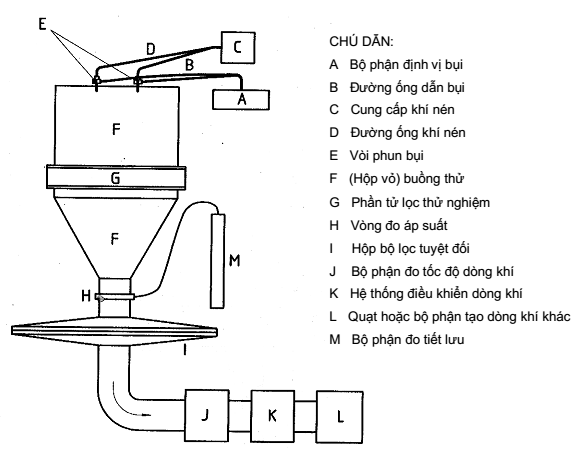 E
D
C
B
A
F
G
F
M
H
I
J
K
L
CHÚ DẪN:
A Bộ phận định vị bụi
B Đường ống dẫn bụi
C Cung cấp khí nén
D Đường ống khí nén
E Vòi phun bụi
F (Hộp vỏ) buồng thử
G Phần tử lọc thử nghiệm
H Vòng đo áp suất
I Hộp bộ lọc tuyệt đối
J Bộ phận đo tốc độ dòng khí
K Hệ thống điều khiển dòng khí
L Quạt hoặc bộ phận tạo dòng khí khác
M Bộ phận đo tiết lưu